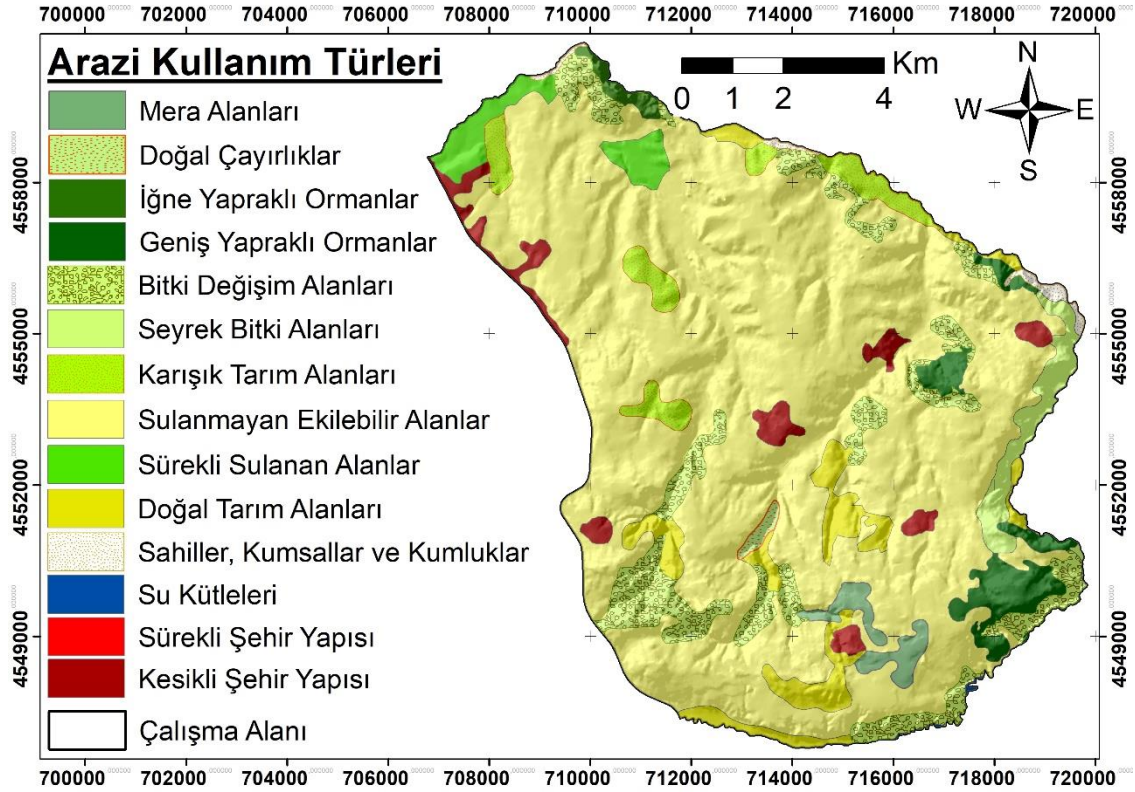 700000 702000 704000 706000 708000 710000 712000 714000 716000 718000 720000
Arazi Kullanım Türleri
Mera Alanları
Doğal Çayırlıklar
İğne Yapraklı Ormanlar
Geniş Yapraklı Ormanlar
Bitki Değişim Alanları
Seyrek Bitki Alanları
Karışık Tarım Alanları
Sulanmayan Ekilebilir Alanlar
Sürekli Sulanan Alanlar
Doğal Tarım Alanları
Sahiller, Kumsallar ve Kumluklar
Su Kütleleri
Sürekli Şehir Yapısı
Kesikli Şehir Yapısı
Çalışma Alanı
Km
0 1 2 4
N
W E
S
4558000
4555000
4552000
4549000
4558000
4555000
4552000
4549000
700000 702000 704000 706000 708000 710000 712000 714000 716000 718000 720000